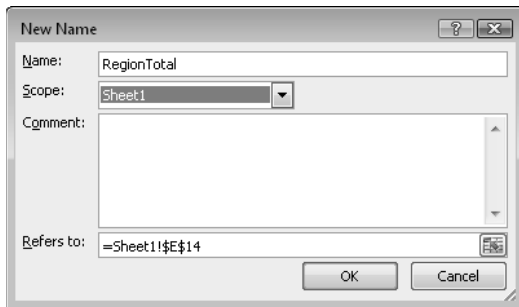 New Name
Name: RegionTotal
Scope: Sheet1
Comment:
Refers to: =Sheet1!$E$14
OK Cancel